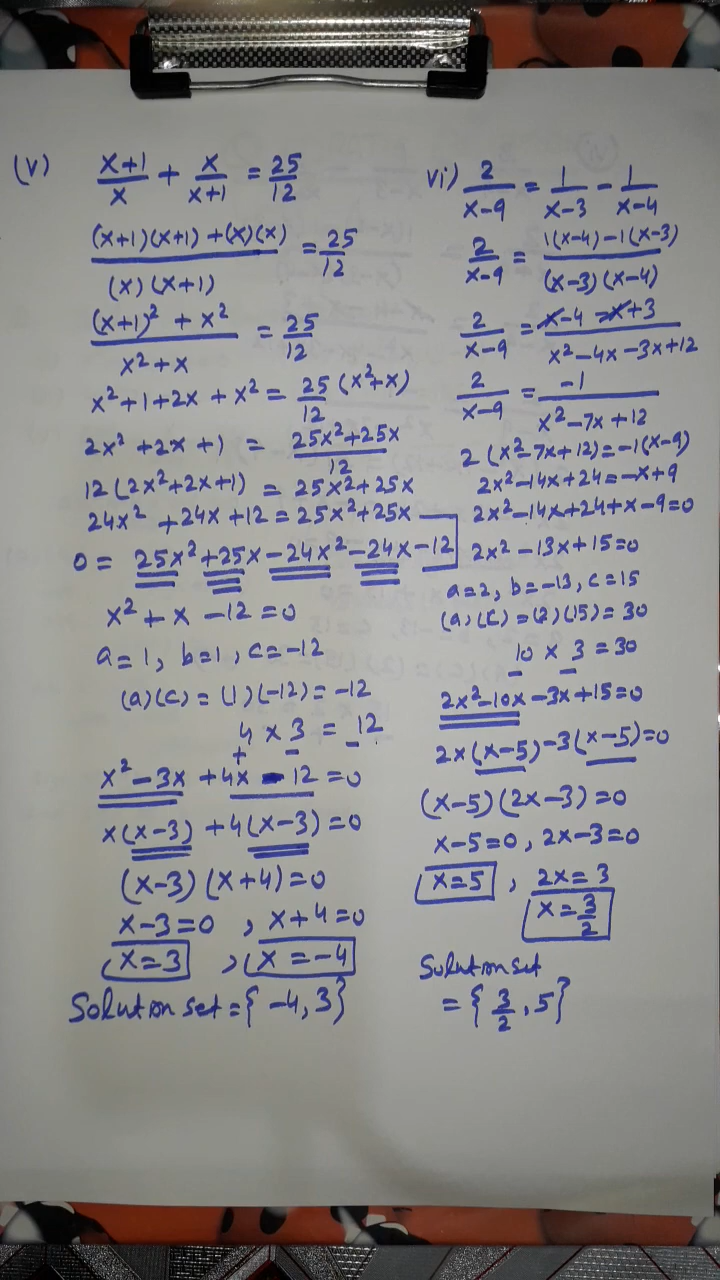 (v) (x+1)/x + x/(x+1) = 25/12
((x+1)(x+1) + (x)(x))/((x)(x+1)) = 25/12
((x+1)² + x²)/(x²+x) = 25/12
x²+1+2x + x² = 25/12 (x²+x)
2x² + 2x + 1 = (25x²+25x)/12
12(2x²+2x+1) = 25x²+25x
24x² + 24x + 12 = 25x²+25x
0 = 25x²+25x-24x²-24x-12
x² + x - 12 = 0
a=1, b=1, c=-12
(a)(c) = (1)(-12) = -12
4 × 3 = 12
+ - -
x² - 3x + 4x - 12 = 0
x(x-3) + 4(x-3) = 0
(x-3)(x+4) = 0
x-3=0 , x+4=0
x=3 , x=-4
Solution set = { -4, 3}
vi) 2/(x-9) = 1/(x-3) - 1/(x-4)
2/(x-9) = (1(x-4)-1(x-3))/((x-3)(x-4))
2/(x-9) = (x-4-x+3)/(x²-4x-3x+12)
2/(x-9) = -1/(x²-7x+12)
2(x²-7x+12)=-1(x-9)
2x²-14x+24=-x+9
2x²-14x+24+x-9=0
2x²-13x+15=0
a=2, b=-13, c=15
(a)(c) = (2)(15) = 30
10 × 3 = 30
- -
2x²-10x-3x+15=0
2x(x-5)-3(x-5)=0
(x-5)(2x-3)=0
x-5=0, 2x-3=0
x=5 , 2x=3
x=3/2
Solution set
= { 3/2 , 5}